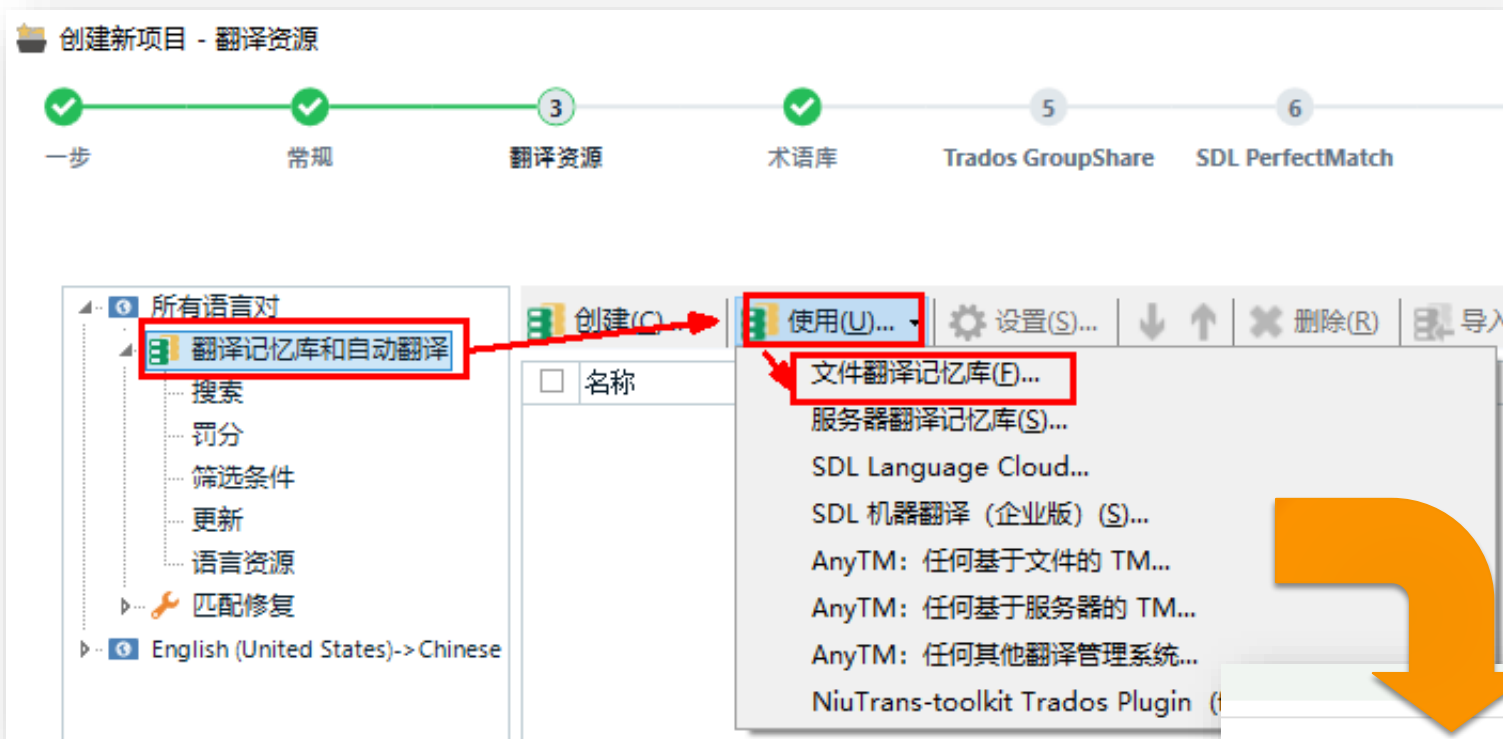 创建新项目 - 翻译资源
3 5 6
一步 常规 翻译资源 术语库 Trados GroupShare SDL PerfectMatch
所有语言对
翻译记忆库和自动翻译
搜索
罚分
筛选条件
更新
语言资源
匹配修复
English (United States)->Chinese
创建(C)... 使用(U)... 设置(S)... 删除(R) 导入
名称
文件翻译记忆库(F)...
服务器翻译记忆库(S)...
SDL Language Cloud...
SDL 机器翻译（企业版）(S)...
AnyTM：任何基于文件的 TM...
AnyTM：任何基于服务器的 TM...
AnyTM：任何其他翻译管理系统...
NiuTrans-toolkit Trados Plugin